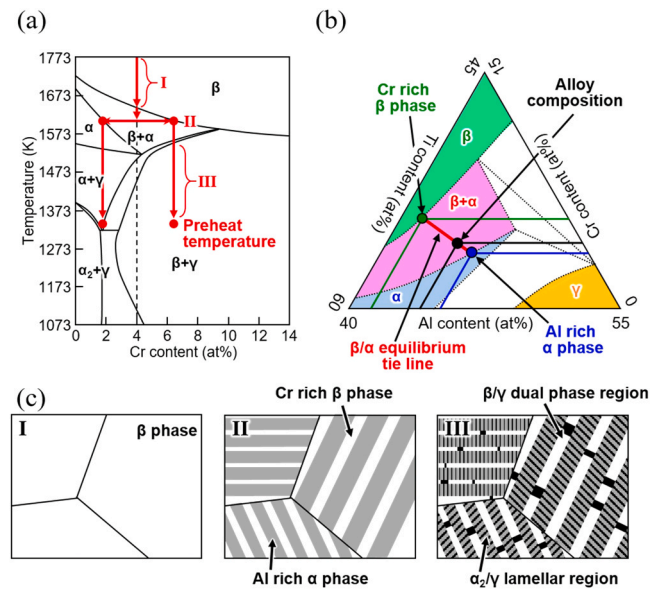 (a)
1773
1673
1573
1473
1373
1273
1173
1073
Temperature (K)
0 2 4 6 8 10 12 14
Cr content (at%)
I
β
α
II
β+α
III
α+γ
Preheat
temperature
α₂+γ
β+γ
(b)
45
15
Cr rich
β phase
Alloy
composition
β
Ti content (at%)
Cr content (at%)
β+α
α
γ
60
0
40
Al content (at%)
55
β/α equilibrium
tie line
Al rich
α phase
(c)
Cr rich β phase
β/γ dual phase region
I
β phase
II
III
Al rich α phase
α₂/γ lamellar region